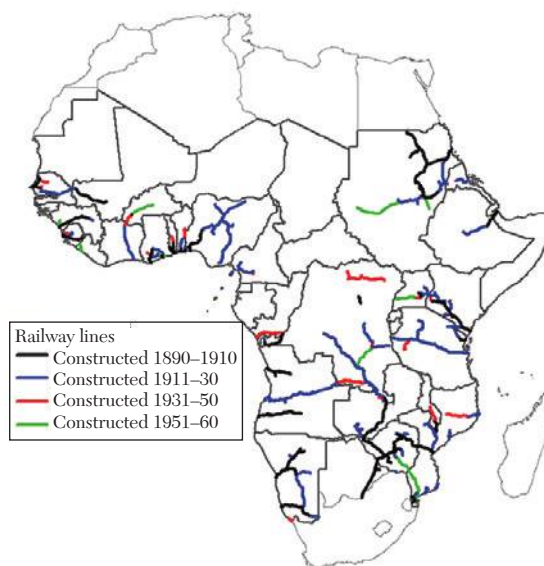 Railway lines
Constructed 1890–1910
Constructed 1911–30
Constructed 1931–50
Constructed 1951–60